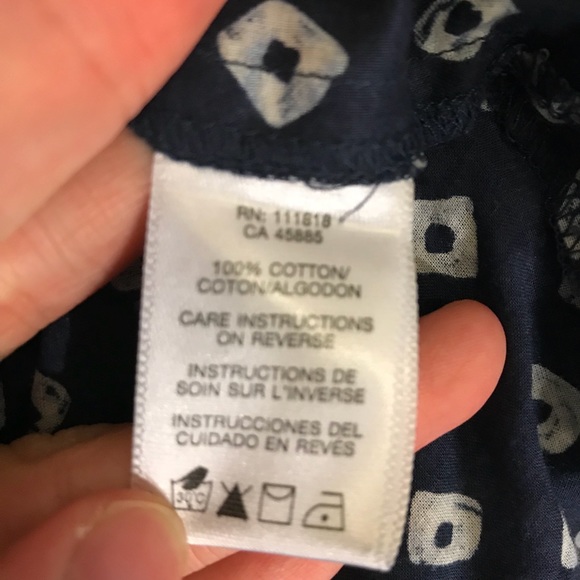 RN: 111818
CA 45885
100% COTTON/
COTON/ALGODON
CARE INSTRUCTIONS
ON REVERSE
INSTRUCTIONS DE
SOIN SUR L'INVERSE
INSTRUCCIONES DEL
CUIDADO EN REVÉS
30°C